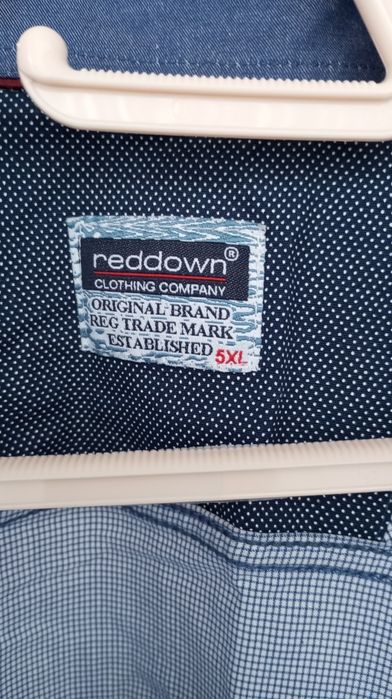 reddown®
CLOTHING COMPANY
ORIGINAL BRAND
REG TRADE MARK
ESTABLISHED 5XL